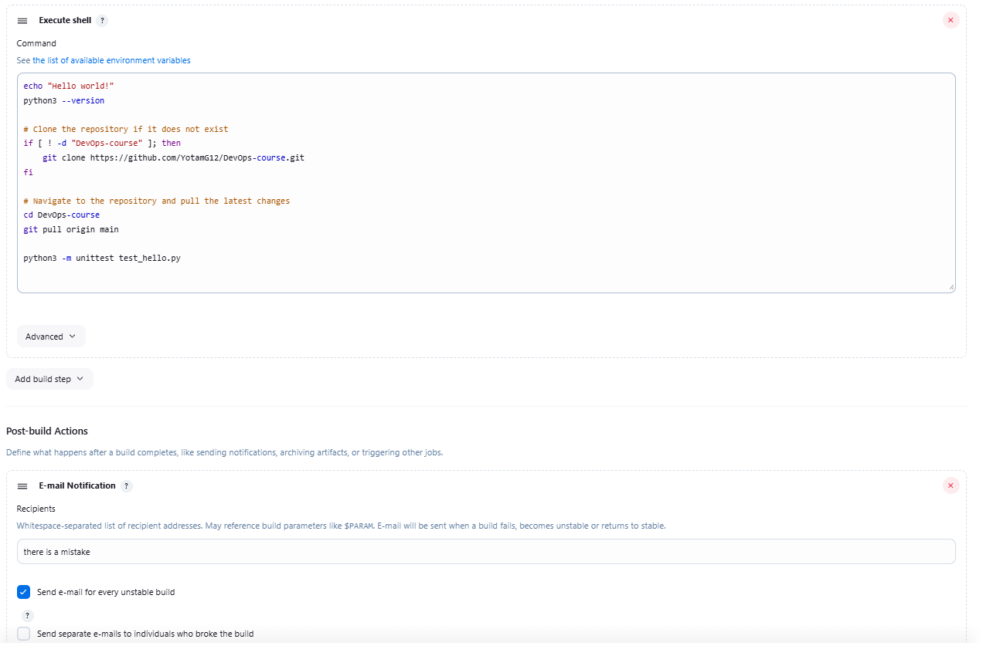 Execute shell ?
Command
See the list of available environment variables
echo "Hello world!"
python3 --version
# Clone the repository if it does not exist
if [ ! -d "DevOps-course" ]; then
    git clone https://github.com/YotamG12/DevOps-course.git
fi
# Navigate to the repository and pull the latest changes
cd DevOps-course
git pull origin main
python3 -m unittest test_hello.py
Advanced
Add build step
Post-build Actions
Define what happens after a build completes, like sending notifications, archiving artifacts, or triggering other jobs.
E-mail Notification ?
Recipients
Whitespace-separated list of recipient addresses. May reference build parameters like $PARAM. E-mail will be sent when a build fails, becomes unstable or returns to stable.
there is a mistake
Send e-mail for every unstable build
?
Send separate e-mails to individuals who broke the build